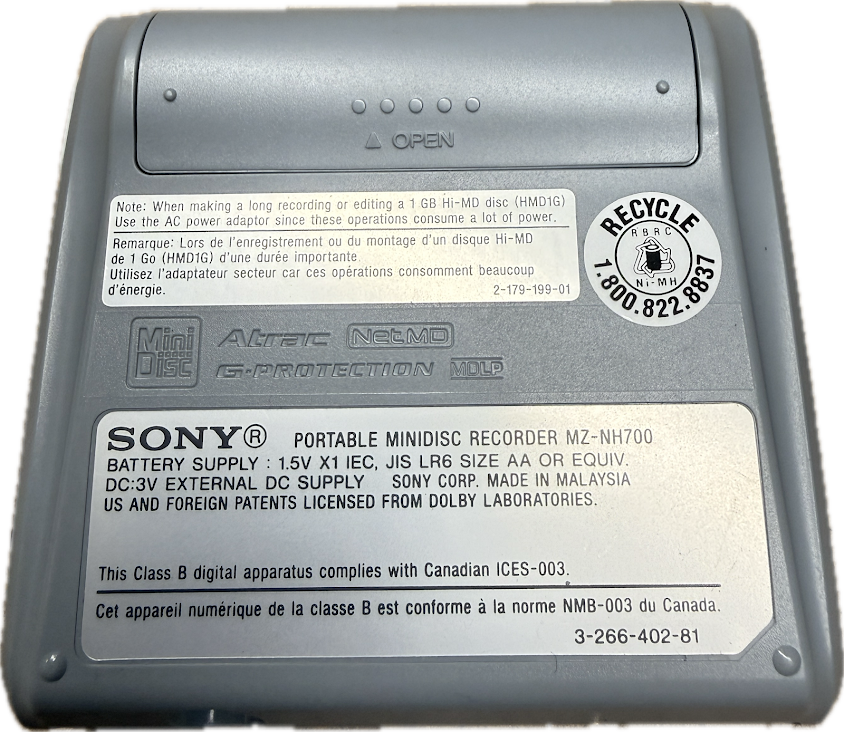 △ OPEN
Note: When making a long recording or editing a 1 GB Hi-MD disc (HMD1G)
Use the AC power adaptor since these operations consume a lot of power.
Remarque: Lors de l'enregistrement ou du montage d'un disque Hi-MD
de 1 Go (HMD1G) d'une durée importante.
Utilisez l'adaptateur secteur car ces opérations consomment beaucoup
d'énergie.
2-179-199-01
RECYCLE
RBRC
Ni-MH
1.800.822.8837
Mini
Disc
Atrac NetMD
G-PROTECTION MDLP
SONY® PORTABLE MINIDISC RECORDER MZ-NH700
BATTERY SUPPLY : 1.5V X1 IEC, JIS LR6 SIZE AA OR EQUIV.
DC:3V EXTERNAL DC SUPPLY SONY CORP. MADE IN MALAYSIA
US AND FOREIGN PATENTS LICENSED FROM DOLBY LABORATORIES.
This Class B digital apparatus complies with Canadian ICES-003.
Cet appareil numérique de la classe B est conforme à la norme NMB-003 du Canada.
3-266-402-81